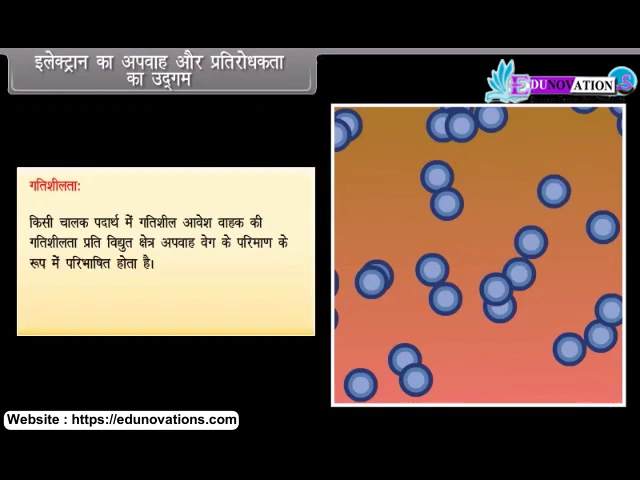 इलेक्ट्रान का अपवाह और प्रतिरोधकता
का उद्गम
EDUNOVATION
गतिशीलता:
किसी चालक पदार्थ में गतिशील आवेश वाहक की
गतिशीलता प्रति विद्युत क्षेत्र अपवाह वेग के परिमाण के
रूप में परिभाषित होता है।
Website : https://edunovations.com